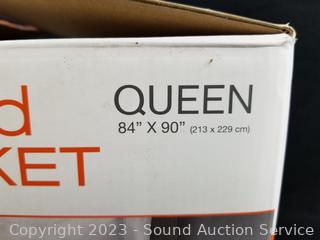 QUEEN
84" X 90" (213 x 229 cm)
d
KET
Copyright 2023 - Sound Auction Service